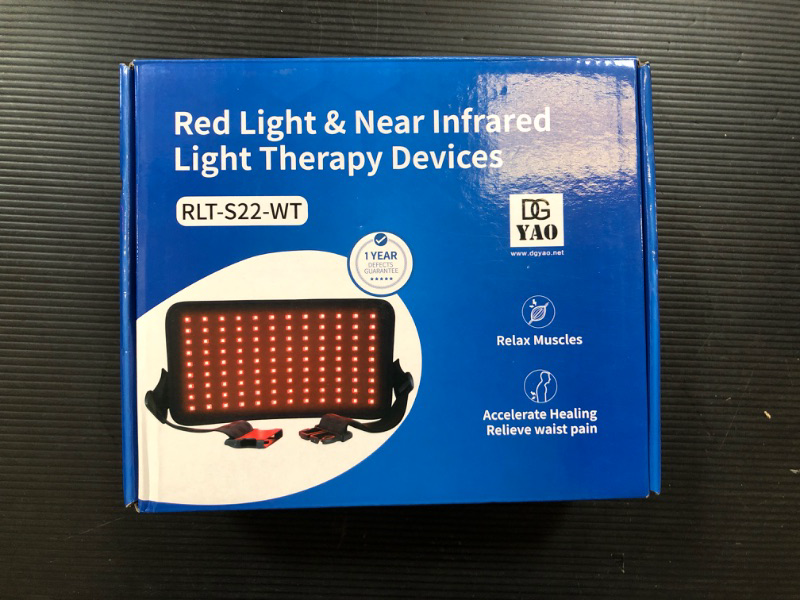 Red Light & Near Infrared
Light Therapy Devices
RLT-S22-WT
DG
YAO
www.dgyao.net
1 YEAR
DEFECTS
GUARANTEE
Relax Muscles
Accelerate Healing
Relieve waist pain